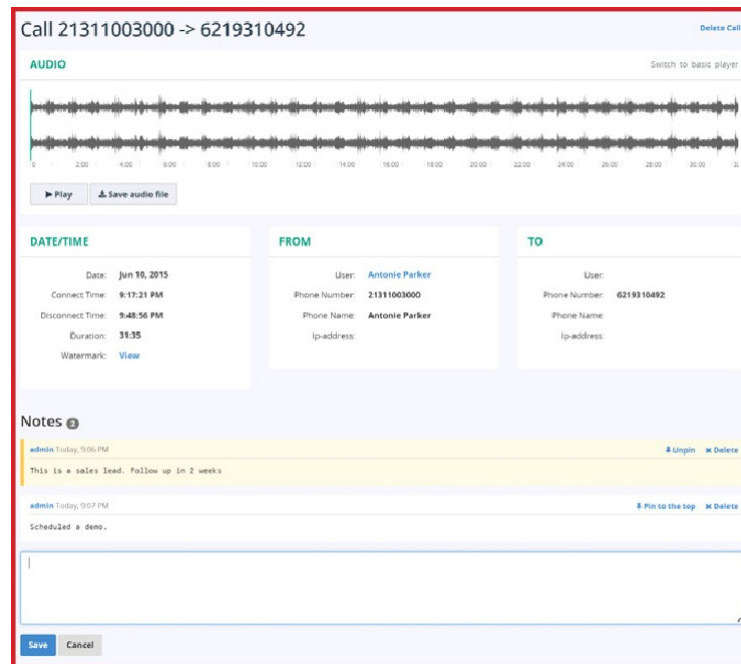 Call 21311003000 -> 6219310492 Delete Call
AUDIO Switch to basic player
0 2:00 4:00 6:00 8:00 10:00 12:00 14:00 16:00 18:00 20:00 22:00 24:00 26:00 28:00 30:00
Play Save audio file
DATE/TIME FROM TO
Date: Jun 10, 2015 User: Antonie Parker User:
Connect Time: 9:17:21 PM Phone Number: 21311003000 Phone Number: 6219310492
Disconnect Time: 9:48:56 PM Phone Name: Antonie Parker Phone Name:
Duration: 31:35 Ip-address: Ip-address:
Watermark: View
Notes 2
admin Today, 9:06 PM Unpin Delete
This is a sales lead. Follow up in 2 weeks
admin Today, 9:07 PM Pin to the top Delete
Scheduled a demo.
Save Cancel